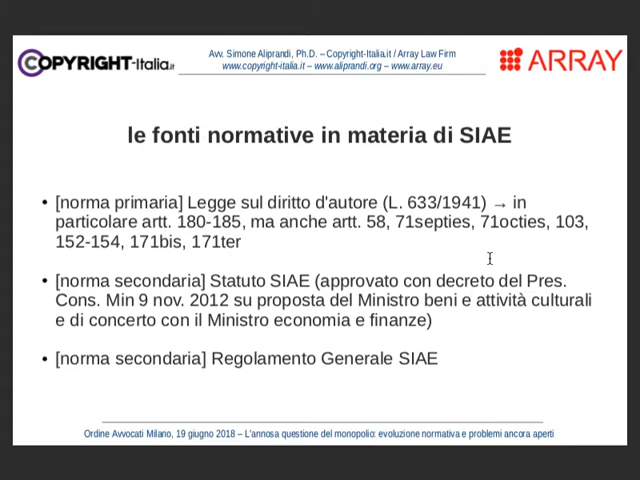 COPYRIGHT-Italia.it
Avv. Simone Aliprandi, Ph.D. – Copyright-Italia.it / Array Law Firm
www.copyright-italia.it – www.aliprandi.org – www.array.eu
ARRAY
le fonti normative in materia di SIAE
• [norma primaria] Legge sul diritto d'autore (L. 633/1941) → in
particolare artt. 180-185, ma anche artt. 58, 71septies, 71octies, 103,
152-154, 171bis, 171ter
• [norma secondaria] Statuto SIAE (approvato con decreto del Pres.
Cons. Min 9 nov. 2012 su proposta del Ministro beni e attività culturali
e di concerto con il Ministro economia e finanze)
• [norma secondaria] Regolamento Generale SIAE
Ordine Avvocati Milano, 19 giugno 2018 – L'annosa questione del monopolio: evoluzione normativa e problemi ancora aperti